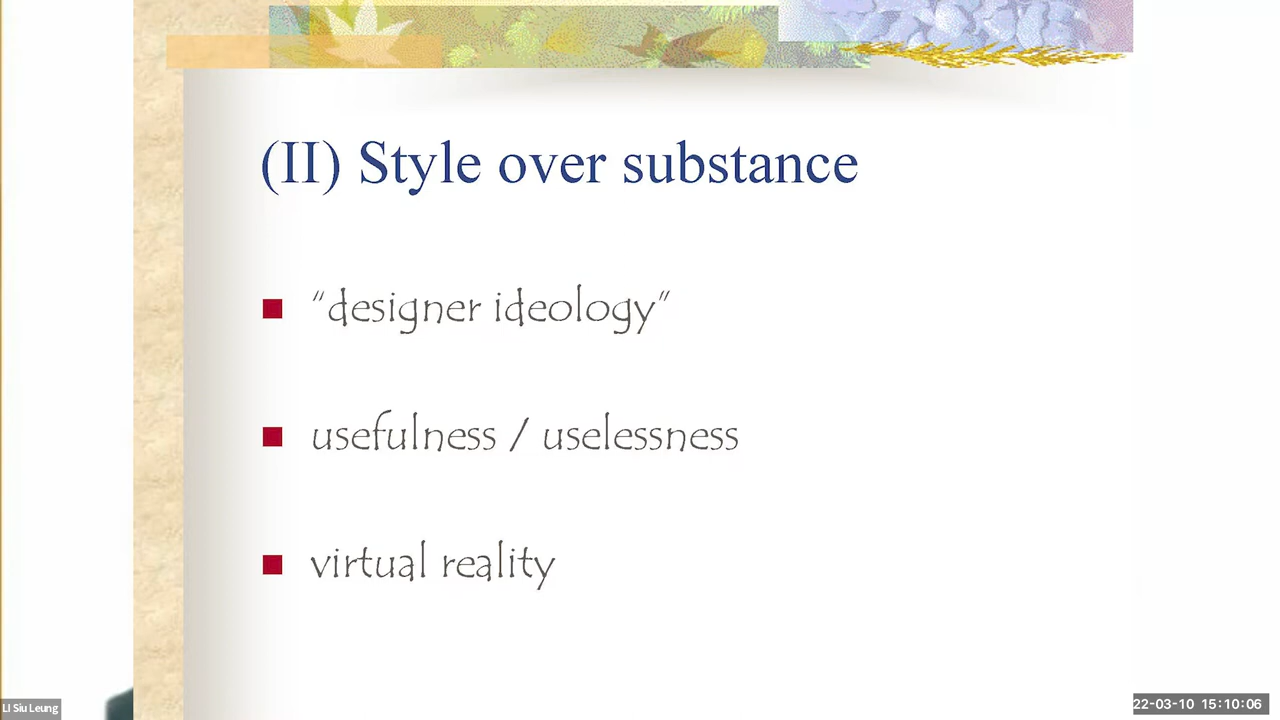 (II) Style over substance
“designer ideology”
usefulness / uselessness
virtual reality
LI Siu Leung
22-03-10 15:10:06